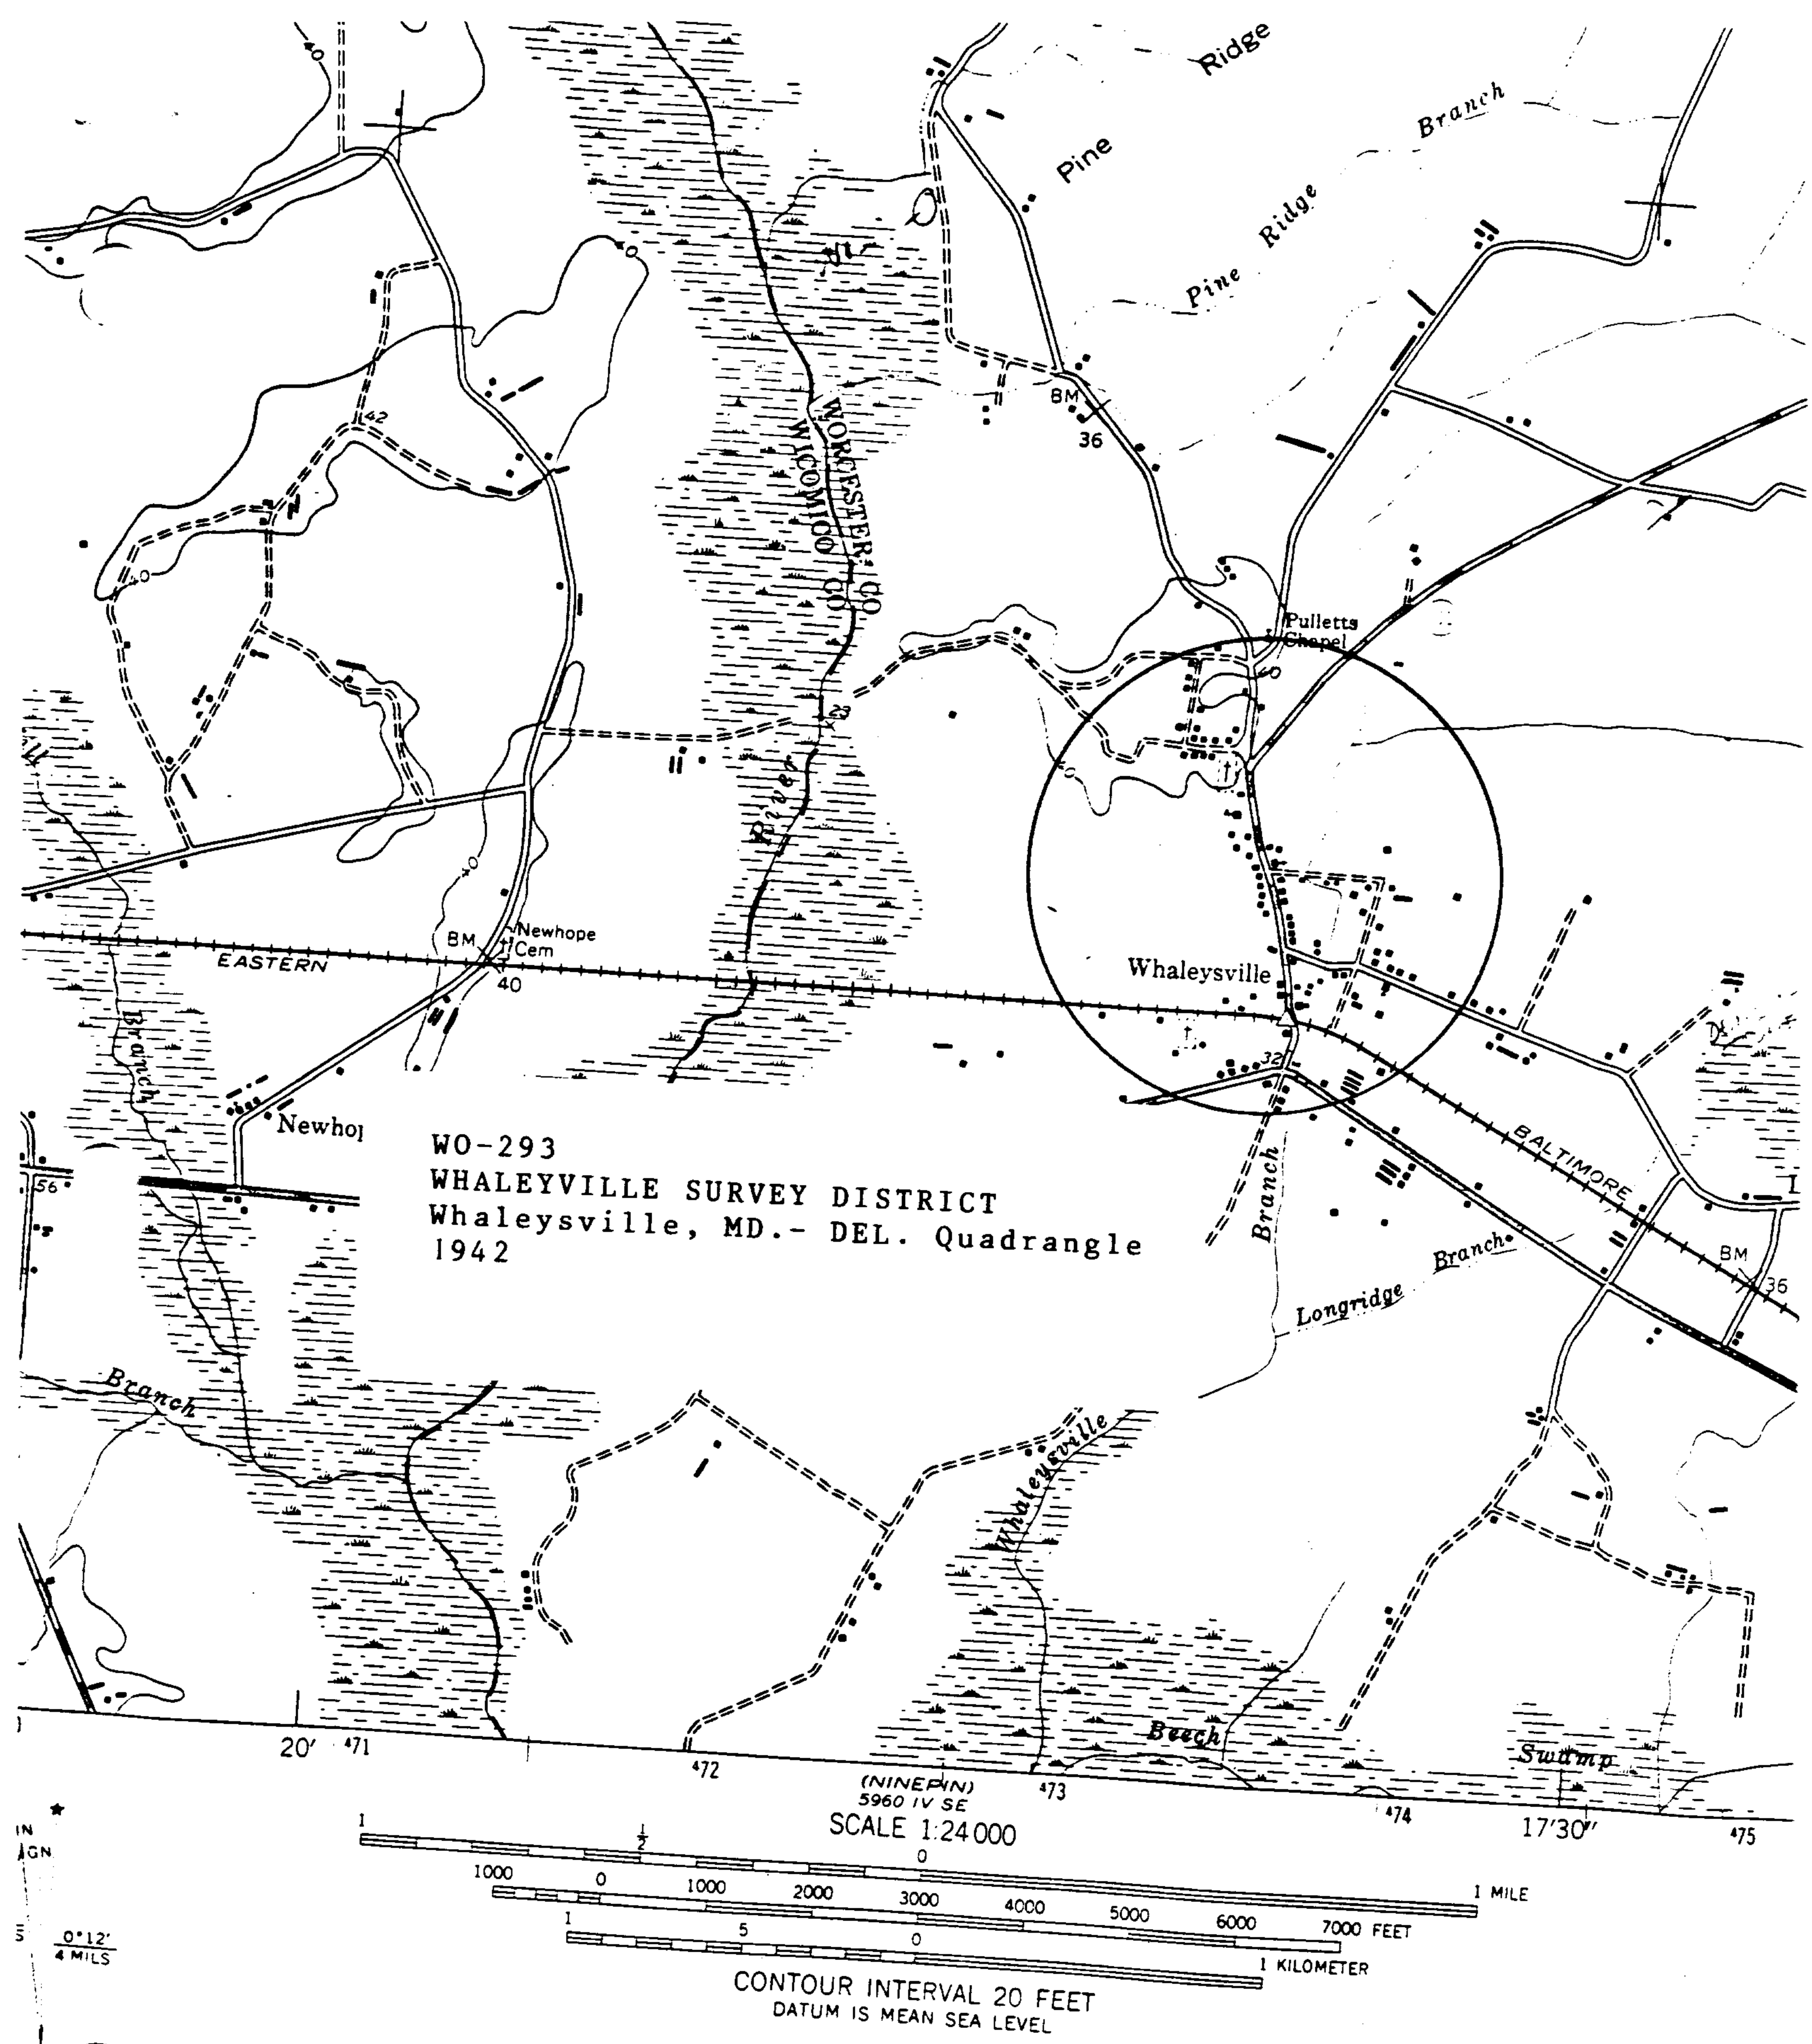 Ridge
Pine
Branch
Ridge
Pine
42
BM
36
WORCESTER CO
WICOMICO CO
40
Pulletts
Chapel
23
River
Newhope
Cem
BM
40
EASTERN
Whaleysville
32
Branch
Newhop
56
WO-293
WHALEYVILLE SURVEY DISTRICT
Whaleysville, MD.- DEL. Quadrangle
1942
BALTIMORE
Branch
Branch
Longridge
BM
36
Branch
Whaleysville
Beech
Swamp
20' 471
472
(NINEPIN)
5960 IV SE
473
474
17'30"
475
SCALE 1:24000
1 ½ 0 1 MILE
1000 0 1000 2000 3000 4000 5000 6000 7000 FEET
1 5 0 1 KILOMETER
CONTOUR INTERVAL 20 FEET
DATUM IS MEAN SEA LEVEL
0°12'
4 MILS